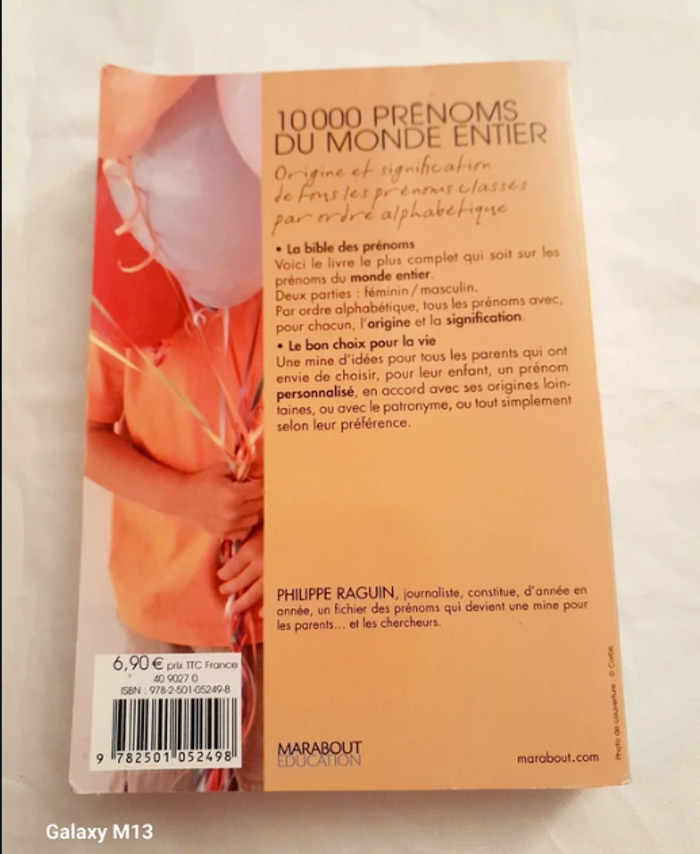 10 000 PRÉNOMS
DU MONDE ENTIER
Origine et signification
de tous les prénoms classés
par ordre alphabétique
• La bible des prénoms
Voici le livre le plus complet qui soit sur les
prénoms du monde entier.
Deux parties : féminin / masculin.
Par ordre alphabétique, tous les prénoms avec,
pour chacun, l'origine et la signification.
• Le bon choix pour la vie
Une mine d'idées pour tous les parents qui ont
envie de choisir, pour leur enfant, un prénom
personnalisé, en accord avec ses origines loin-
taines, ou avec le patronyme, ou tout simplement
selon leur préférence.
PHILIPPE RAGUIN, journaliste, constitue, d'année en
année, un fichier des prénoms qui devient une mine pour
les parents... et les chercheurs.
6,90 € prix TTC France
40 9027 0
ISBN : 978-2-501-05249-8
9 782501 052498
MARABOUT
EDUCATION
marabout.com
Photo de couverture : © Corbis
Galaxy M13